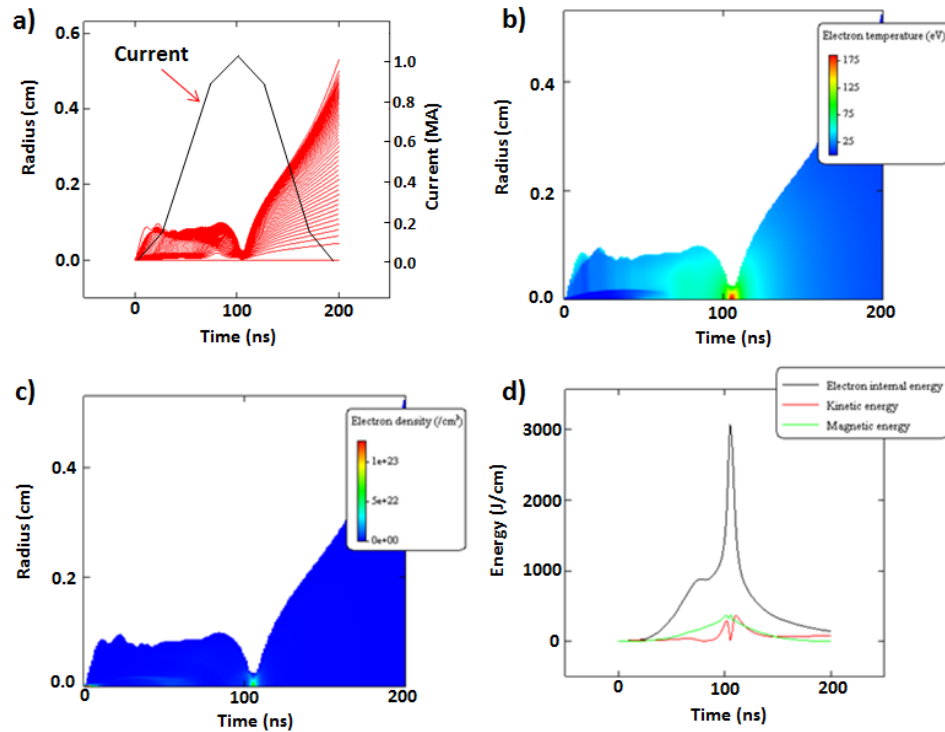 a)
Current
Radius (cm)
0.6
0.4
0.2
0.0
1.0
0.8
0.6
0.4
0.2
0.0
Current (MA)
0
100
200
Time (ns)
b)
Electron temperature (eV)
175
125
75
25
Radius (cm)
0.4
0.2
0.0
0
100
200
Time (ns)
c)
Electron density (/cm³)
1e+23
5e+22
0e+00
Radius (cm)
0.4
0.2
0.0
0
100
200
Time (ns)
d)
Electron internal energy
Kinetic energy
Magnetic energy
Energy (J/cm)
3000
2000
1000
0
0
100
200
Time (ns)